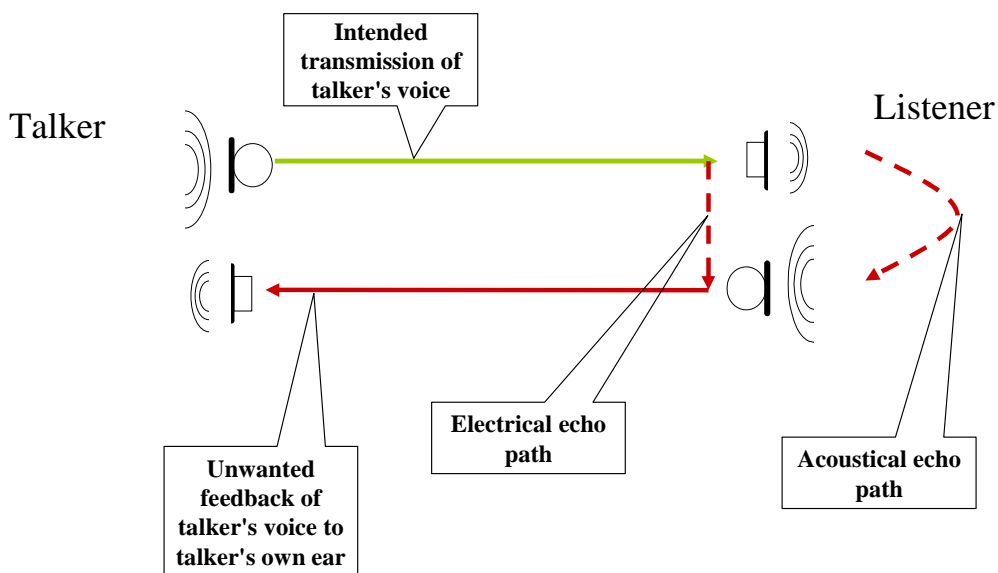 Intended
transmission of
talker's voice
Talker
Listener
Electrical echo
path
Acoustical echo
path
Unwanted
feedback of
talker's voice to
talker's own ear